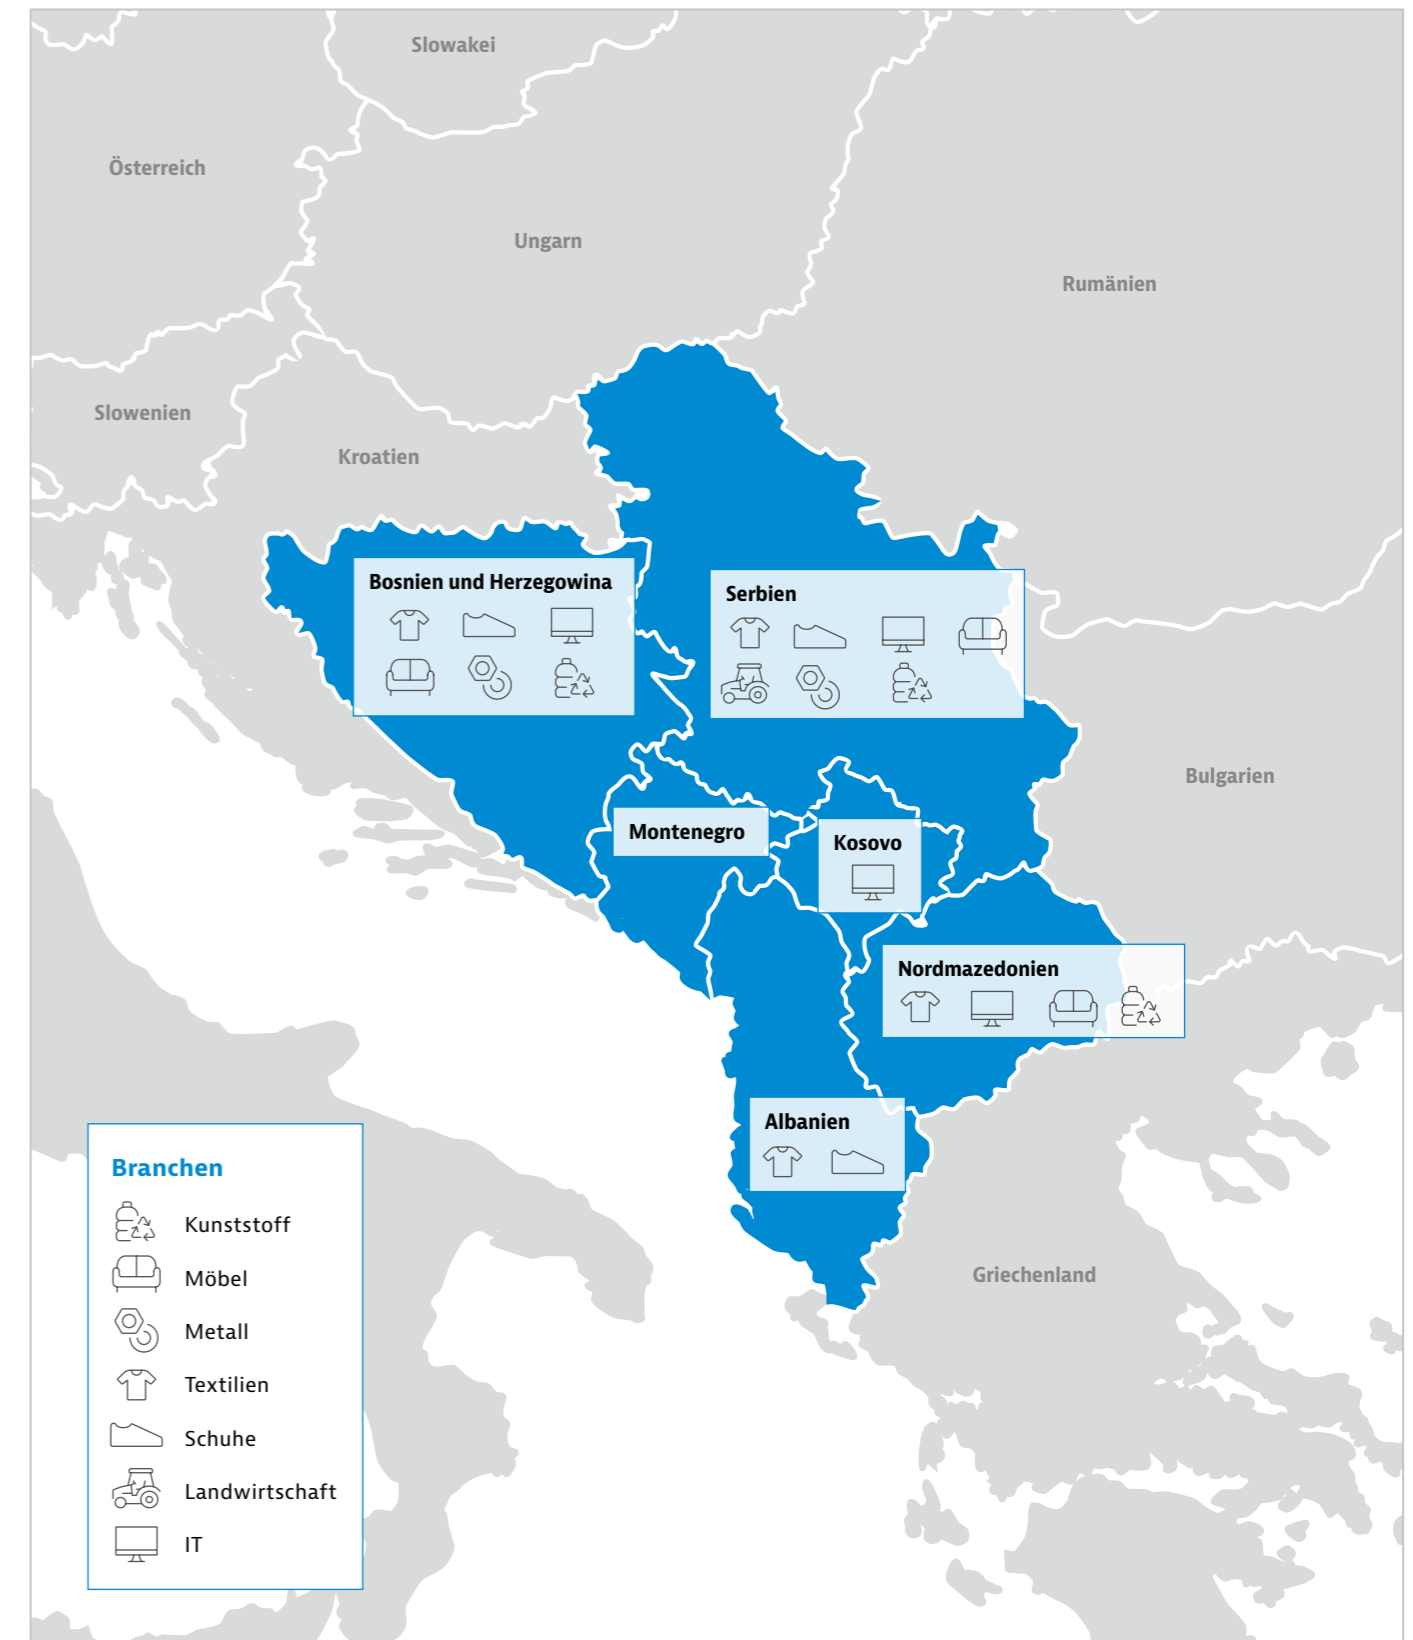 Slowakei
Österreich
Ungarn
Rumänien
Slowenien
Kroatien
Bosnien und Herzegowina
Serbien
Bulgarien
Montenegro
Kosovo
Nordmazedonien
Albanien
Griechenland
Branchen
Kunststoff
Möbel
Metall
Textilien
Schuhe
Landwirtschaft
IT